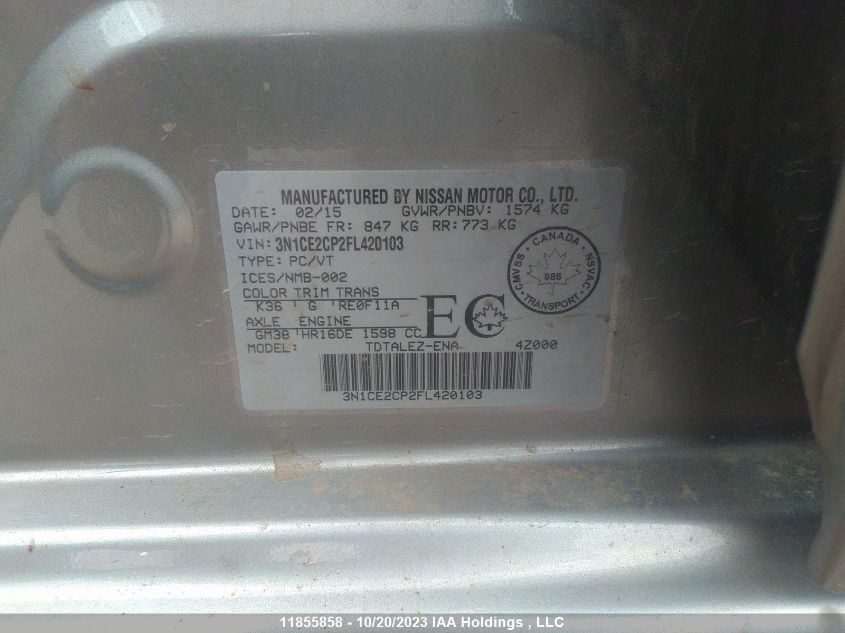 MANUFACTURED BY NISSAN MOTOR CO., LTD.
DATE: 02/15 GVWR/PNBV: 1574 KG
GAWR/PNBE FR: 847 KG RR:773 KG
VIN: 3N1CE2CP2FL420103
TYPE: PC/VT
ICES/NMB-002
COLOR TRIM TRANS
K36 ' G 'RE0F11A
AXLE ENGINE
GM38 'HR16DE 1598 CC
MODEL: TDTALEZ-ENA 4Z000
EC
CANADA
CMVSS
NSVAC
986
TRANSPORT
3N1CE2CP2FL420103
11855858 - 10/20/2023 IAA Holdings , LLC